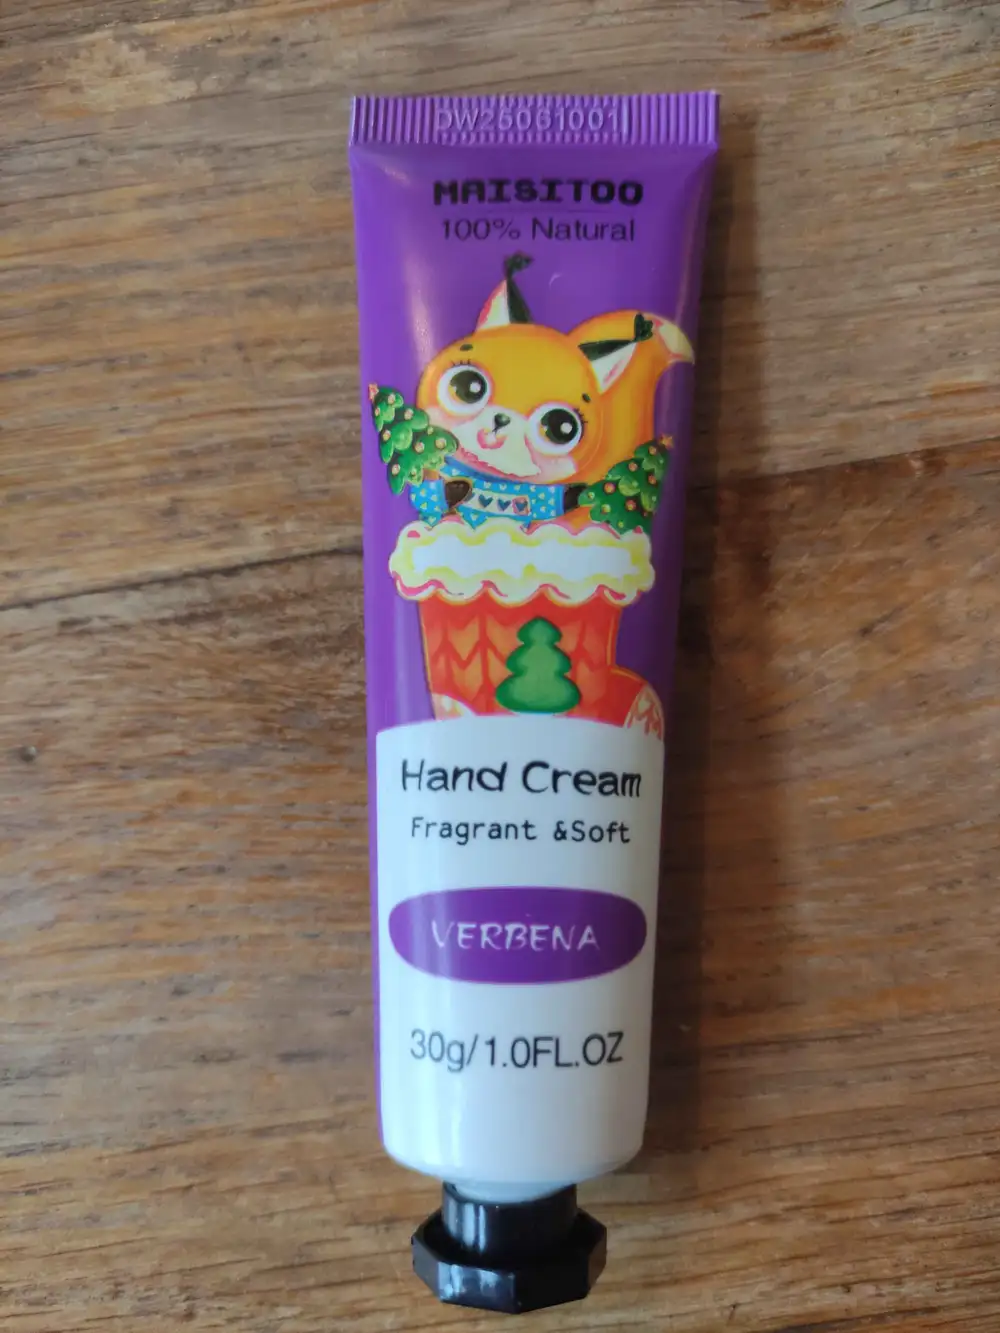 DW25061001
MAISITOO
100% Natural
Hand Cream
Fragrant &Soft
VERBENA
30g/1.0FL.OZ